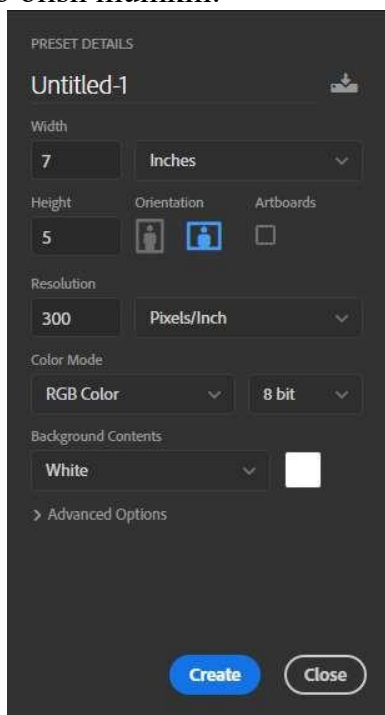 PRESET DETAILS
Untitled-1
Width
7 Inches
Height Orientation Artboards
5
Resolution
300 Pixels/Inch
Color Mode
RGB Color 8 bit
Background Contents
White
> Advanced Options
Create Close